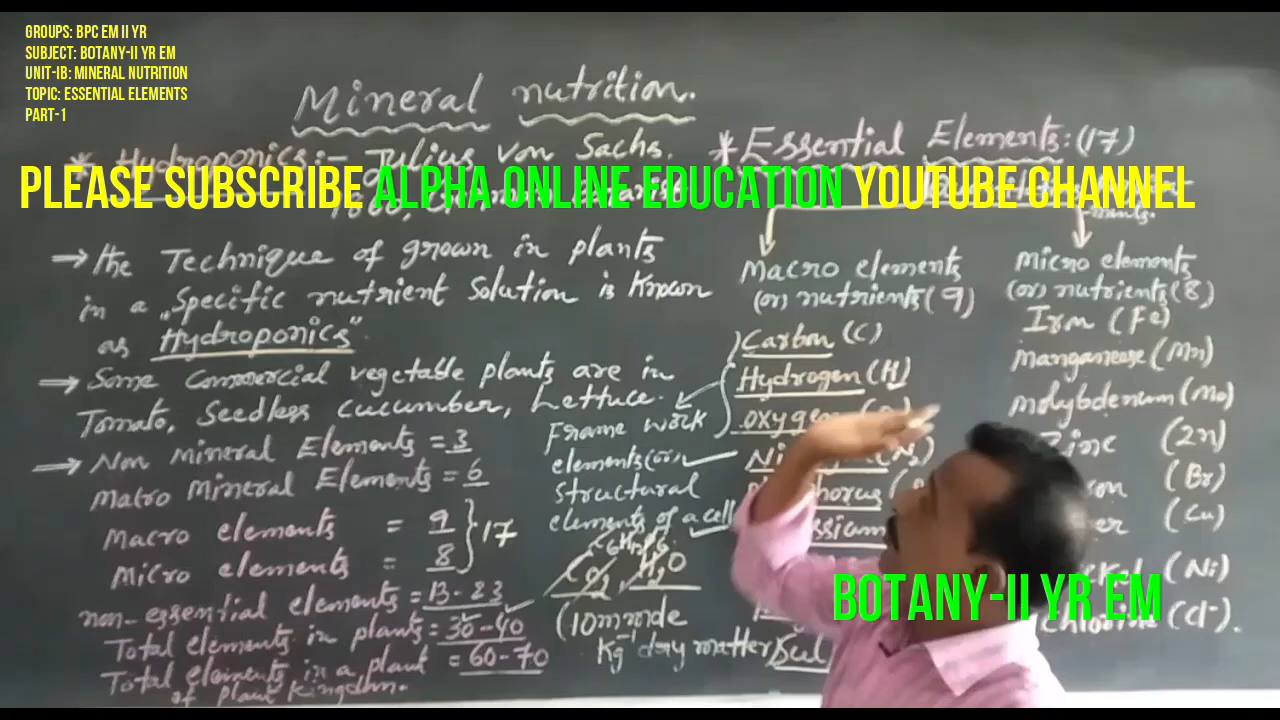 GROUPS: BPC EM II YR
SUBJECT: BOTANY-II YR EM
UNIT-IB: MINERAL NUTRITION
TOPIC: ESSENTIAL ELEMENTS
PART-1
Mineral nutrition.
* Hydroponics:- Julius Von Sachs.
PLEASE SUBSCRIBE ALPHA ONLINE EDUCATION YOUTUBE CHANNEL
→ the Technique of grown in plants
in a "Specific nutrient Solution is known
as Hydroponics".
→ Some Commercial vegetable plants are in
Tomato, Seedless cucumber, Lettuce.
→ Non Mineral Elements = 3
Macro elements = 9
Micro elements = 8 } 17
non-essential elements = 13-23
Total elements in plants = 30-40
Total elements in a plant = 60-70
of plant kingdom.
Frame work
elements (or)
Structural
elements of a cell
H2O
kg-1 dry matter)
* Essential Elements: (17)
Macro elements
(or) nutrients (9)
Carbon (C)
Hydrogen (H)
Micro elements
(or) nutrients (8)
Iron (Fe)
Manganease (Mn)
Molybdenum (Mo)
(Zn)
(Br)
(Cu)
(Ni)
Chlorine (Cl-).
BOTANY-II YR EM